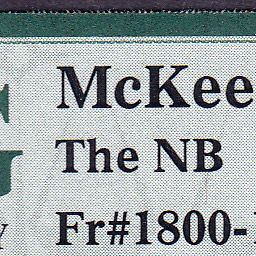 McKee
The NB
Fr#1800-